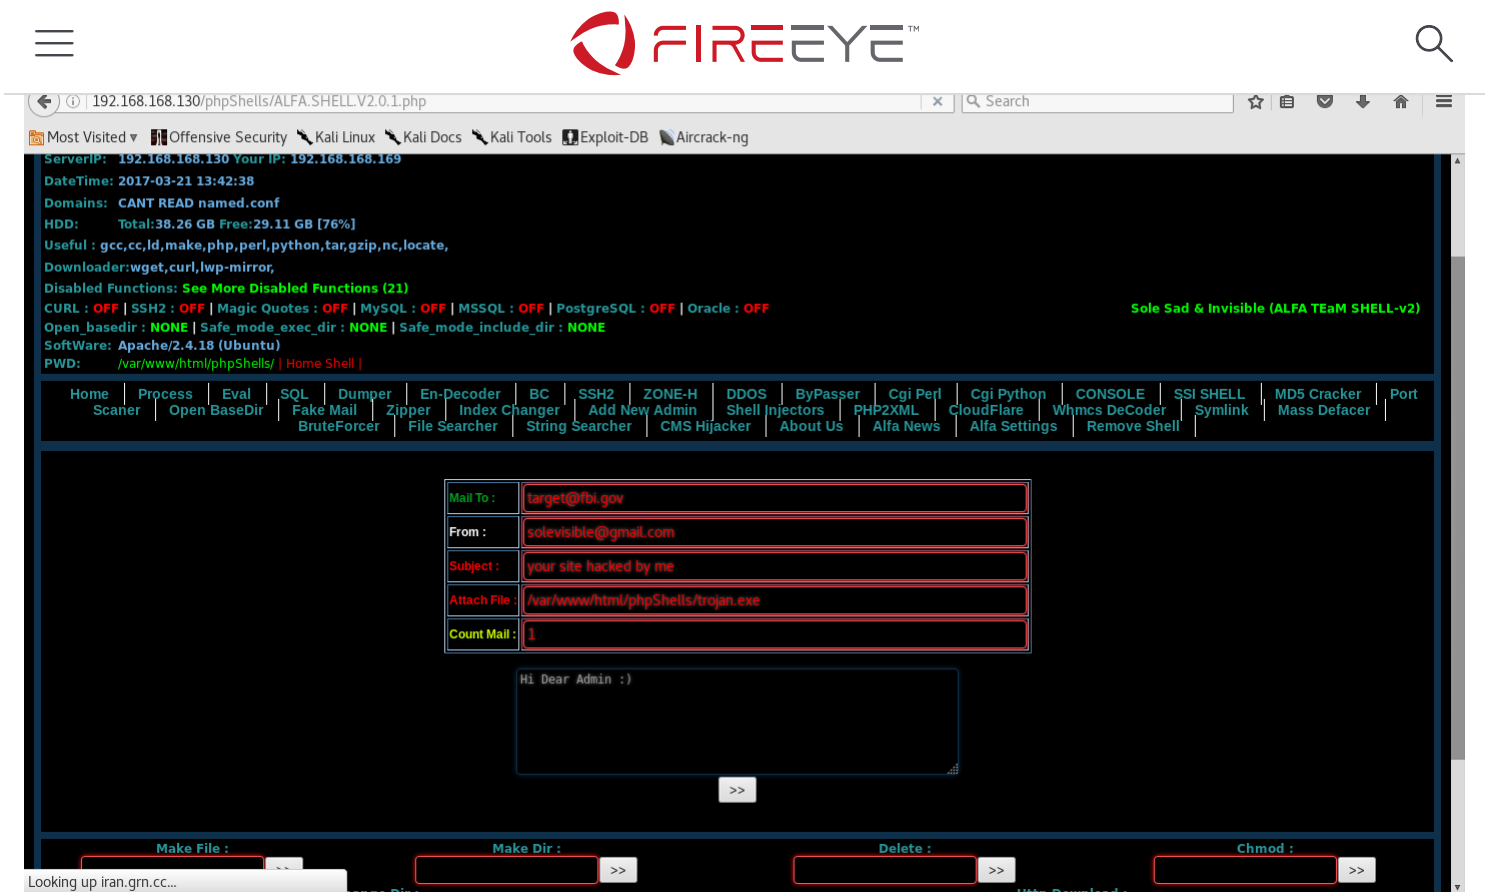 FIREEYE™
192.168.168.130/phpShells/ALFA.SHELL.V2.0.1.php
Search
Most Visited Offensive Security Kali Linux Kali Docs Kali Tools Exploit-DB Aircrack-ng
ServerIP: 192.168.168.130 Your IP: 192.168.168.169
DateTime: 2017-03-21 13:42:38
Domains: CANT READ named.conf
HDD: Total:38.26 GB Free:29.11 GB [76%]
Useful : gcc,cc,ld,make,php,perl,python,tar,gzip,nc,locate,
Downloader:wget,curl,lwp-mirror,
Disabled Functions: See More Disabled Functions (21)
CURL : OFF | SSH2 : OFF | Magic Quotes : OFF | MySQL : OFF | MSSQL : OFF | PostgreSQL : OFF | Oracle : OFF
Sole Sad & Invisible (ALFA TEaM SHELL-v2)
Open_basedir : NONE | Safe_mode_exec_dir : NONE | Safe_mode_include_dir : NONE
SoftWare: Apache/2.4.18 (Ubuntu)
PWD: /var/www/html/phpShells/ | Home Shell |
Home | Process | Eval | SQL | Dumper | En-Decoder | BC | SSH2 | ZONE-H | DDOS | ByPasser | Cgi Perl | Cgi Python | CONSOLE | SSI SHELL | MD5 Cracker | Port
Scaner | Open BaseDir | Fake Mail | Zipper | Index Changer | Add New Admin | Shell Injectors | PHP2XML | CloudFlare | Whmcs DeCoder | Symlink | Mass Defacer |
BruteForcer | File Searcher | String Searcher | CMS Hijacker | About Us | Alfa News | Alfa Settings | Remove Shell |
Mail To : target@fbi.gov
From : solevisible@gmail.com
Subject : your site hacked by me
Attach File : /var/www/html/phpShells/trojan.exe
Count Mail : 1
Hi Dear Admin :)
>>
Make File : Make Dir : Delete : Chmod :
>> >> >> >>
Looking up iran.grn.cc...
Http Download :